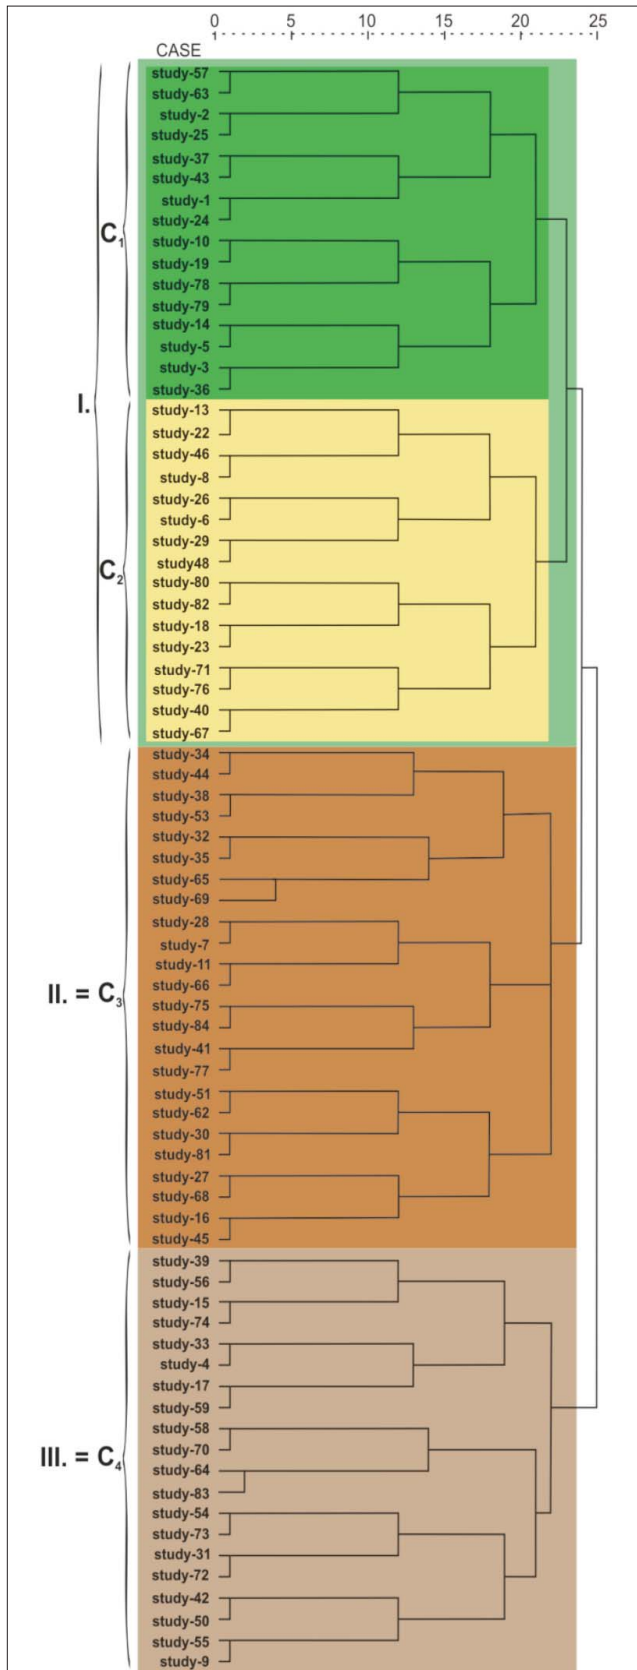 0 5 10 15 20 25
CASE
study-57
study-63
study-2
study-25
study-37
study-43
study-1
study-24
C₁
study-10
study-19
study-78
study-79
study-14
study-5
study-3
study-36
I.
study-13
study-22
study-46
study-8
study-26
study-6
study-29
study48
C₂
study-80
study-82
study-18
study-23
study-71
study-76
study-40
study-67
study-34
study-44
study-38
study-53
study-32
study-35
study-65
study-69
study-28
study-7
study-11
study-66
II. = C₃
study-75
study-84
study-41
study-77
study-51
study-62
study-30
study-81
study-27
study-68
study-16
study-45
study-39
study-56
study-15
study-74
study-33
study-4
study-17
study-59
study-58
study-70
III. = C₄
study-64
study-83
study-54
study-73
study-31
study-72
study-42
study-50
study-55
study-9